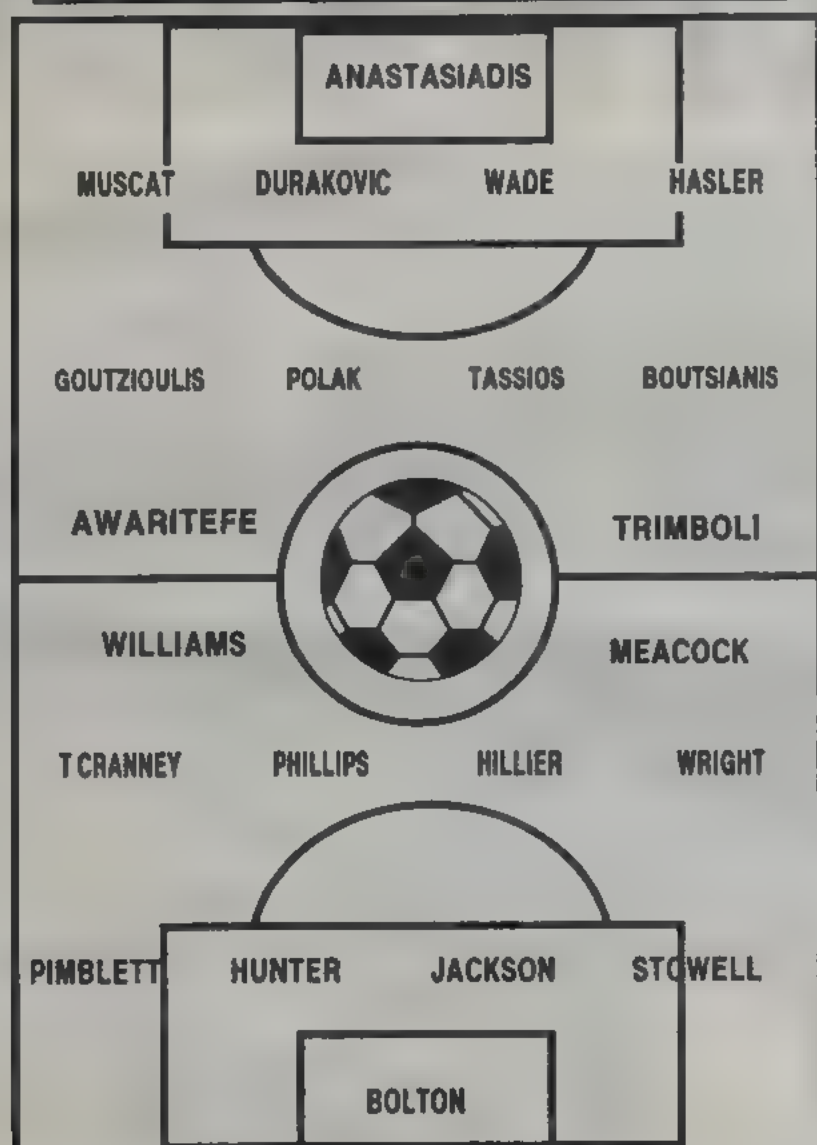 ANASTASIADIS
MUSCAT DURAKOVIC WADE HASLER
GOUTZIOULIS POLAK TASSIOS BOUTSIANIS
AWARITEFE TRIMBOLI
WILLIAMS MEACOCK
T CRANNEY PHILLIPS HILLIER WRIGHT
PIMBLETT HUNTER JACKSON STOWELL
BOLTON